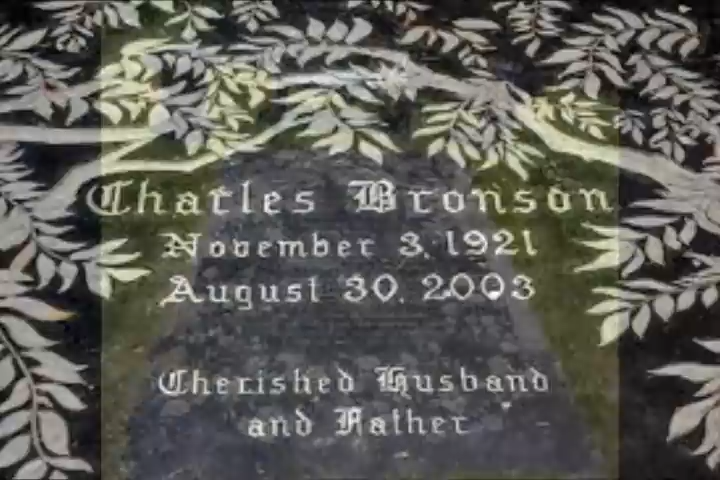 Charles Bronson
November 3, 1921
August 30, 2003
Cherished Husband
and Father